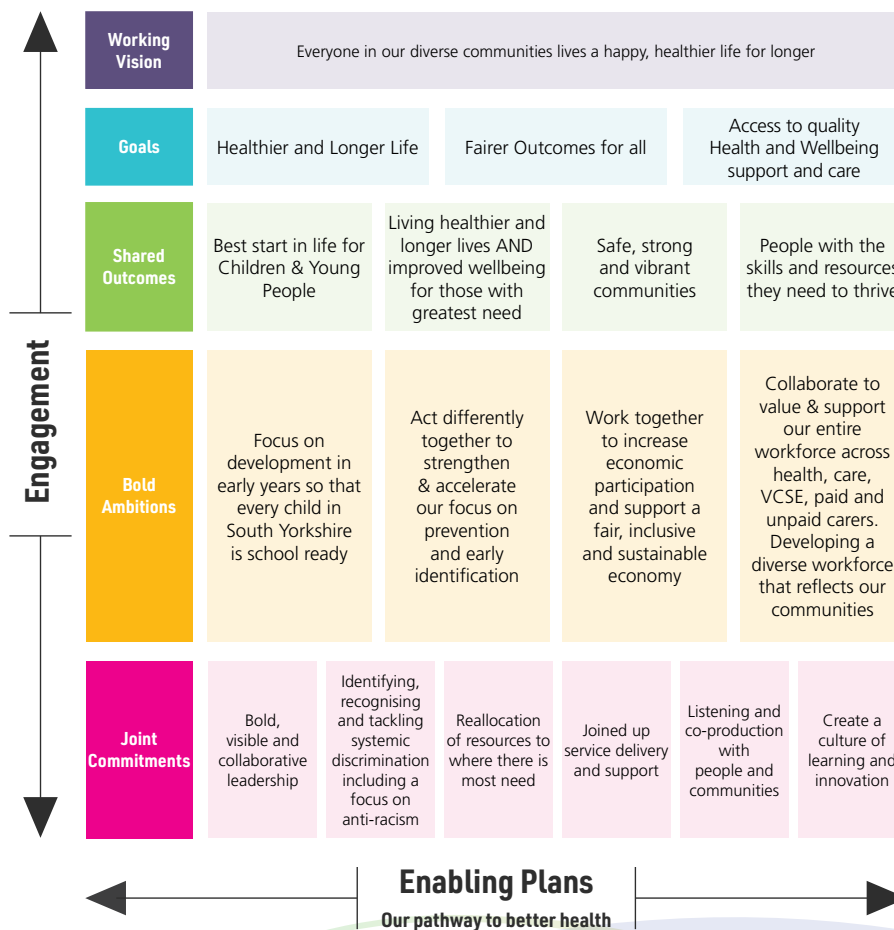 Working
Vision
Everyone in our diverse communities lives a happy, healthier life for longer
Goals
Healthier and Longer Life
Fairer Outcomes for all
Access to quality
Health and Wellbeing
support and care
Shared
Outcomes
Best start in life for
Children & Young
People
Living healthier and
longer lives AND
improved wellbeing
for those with
greatest need
Safe, strong
and vibrant
communities
People with the
skills and resources
they need to thrive
Engagement
Bold
Ambitions
Focus on
development in
early years so that
every child in
South Yorkshire
is school ready
Act differently
together to
strengthen
& accelerate
our focus on
prevention
and early
identification
Work together
to increase
economic
participation
and support a
fair, inclusive
and sustainable
economy
Collaborate to
value & support
our entire
workforce across
health, care,
VCSE, paid and
unpaid carers.
Developing a
diverse workforce
that reflects our
communities
Joint
Commitments
Bold,
visible and
collaborative
leadership
Identifying,
recognising
and tackling
systemic
discrimination
including a
focus on
anti-racism
Reallocation
of resources to
where there is
most need
Joined up
service delivery
and support
Listening and
co-production
with
people and
communities
Create a
culture of
learning and
innovation
Enabling Plans
Our pathway to better health